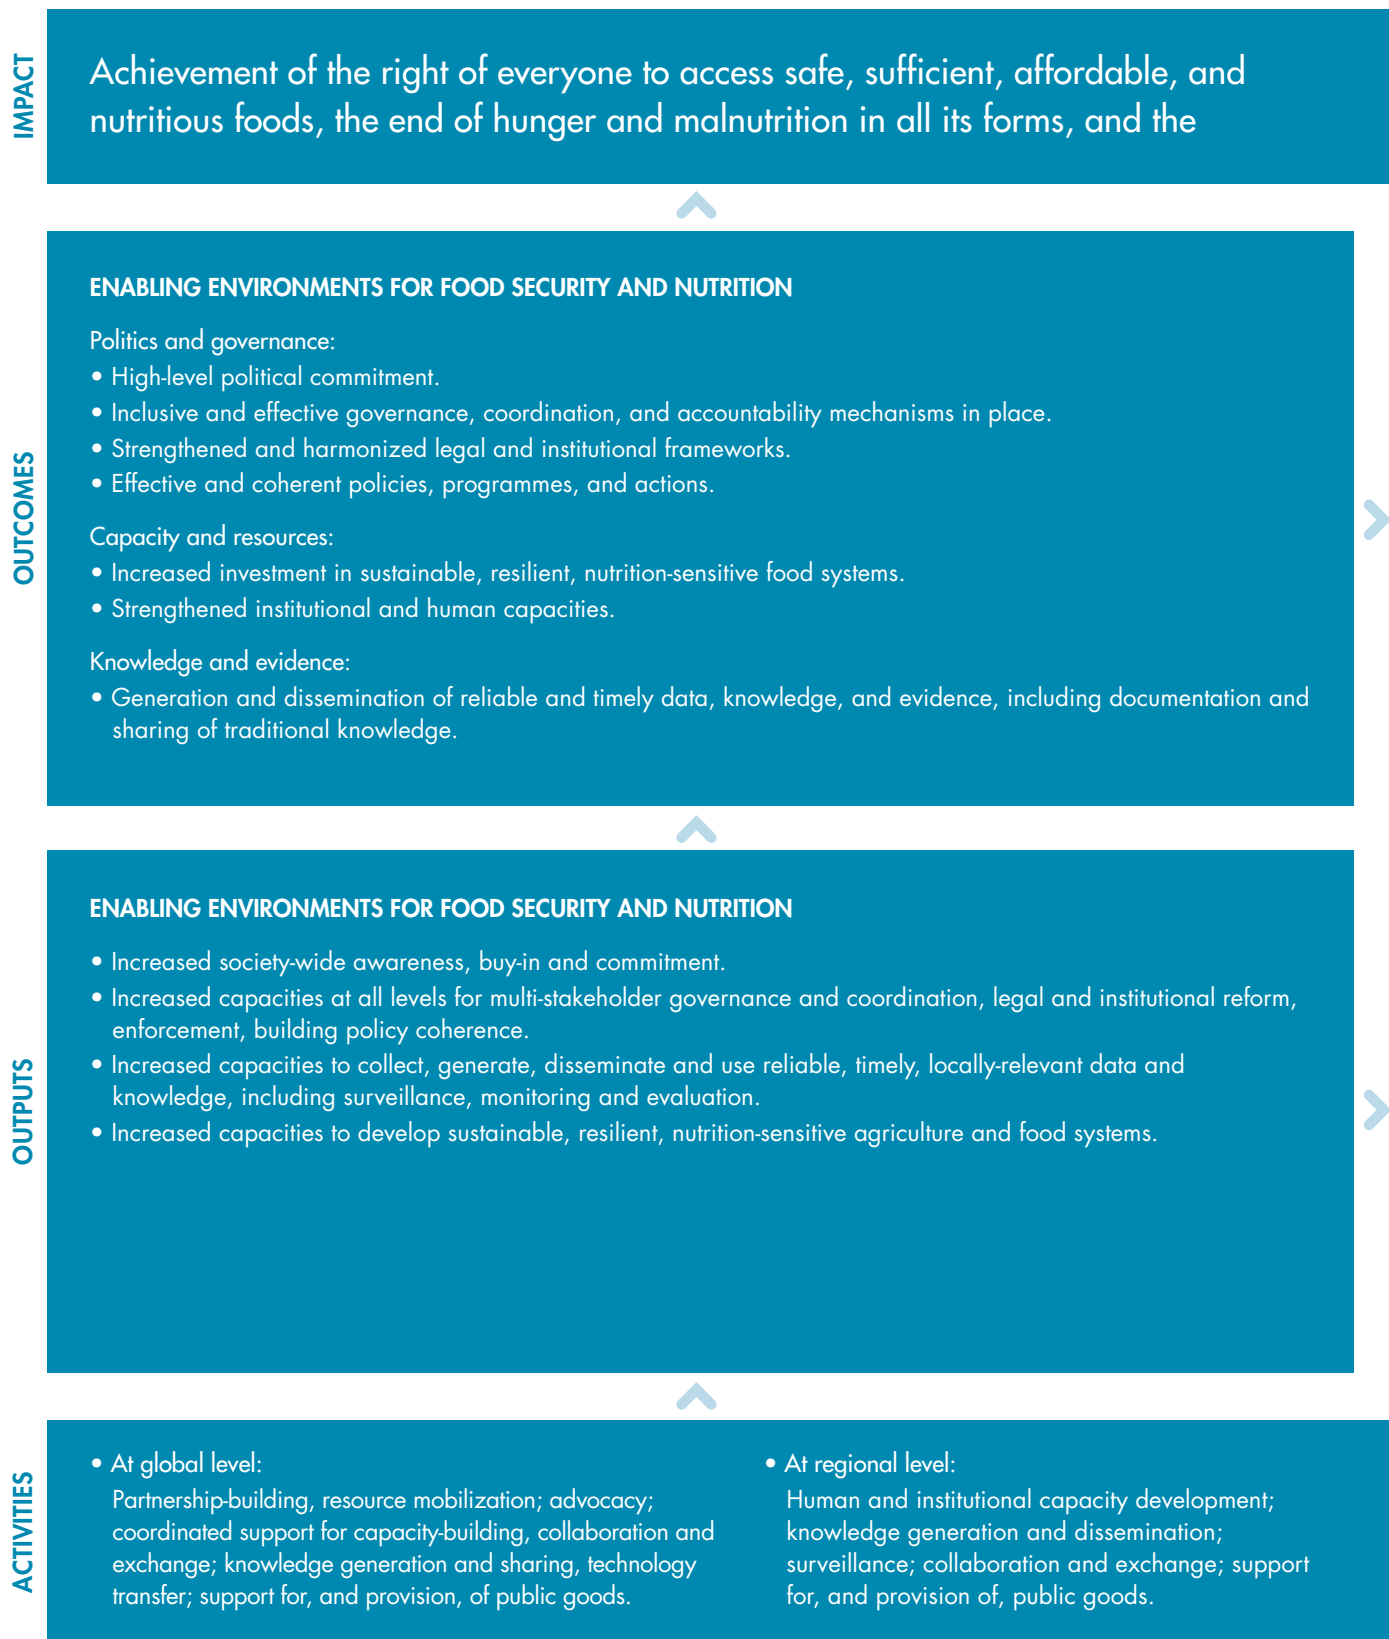 IMPACT
Achievement of the right of everyone to access safe, sufficient, affordable, and
nutritious foods, the end of hunger and malnutrition in all its forms, and the
OUTCOMES
ENABLING ENVIRONMENTS FOR FOOD SECURITY AND NUTRITION
Politics and governance:
• High-level political commitment.
• Inclusive and effective governance, coordination, and accountability mechanisms in place.
• Strengthened and harmonized legal and institutional frameworks.
• Effective and coherent policies, programmes, and actions.
Capacity and resources:
• Increased investment in sustainable, resilient, nutrition-sensitive food systems.
• Strengthened institutional and human capacities.
Knowledge and evidence:
• Generation and dissemination of reliable and timely data, knowledge, and evidence, including documentation and
sharing of traditional knowledge.
OUTPUTS
ENABLING ENVIRONMENTS FOR FOOD SECURITY AND NUTRITION
• Increased society-wide awareness, buy-in and commitment.
• Increased capacities at all levels for multi-stakeholder governance and coordination, legal and institutional reform,
enforcement, building policy coherence.
• Increased capacities to collect, generate, disseminate and use reliable, timely, locally-relevant data and
knowledge, including surveillance, monitoring and evaluation.
• Increased capacities to develop sustainable, resilient, nutrition-sensitive agriculture and food systems.
ACTIVITIES
• At global level:
Partnership-building, resource mobilization; advocacy;
coordinated support for capacity-building, collaboration and
exchange; knowledge generation and sharing, technology
transfer; support for, and provision, of public goods.
• At regional level:
Human and institutional capacity development;
knowledge generation and dissemination;
surveillance; collaboration and exchange; support
for, and provision of, public goods.